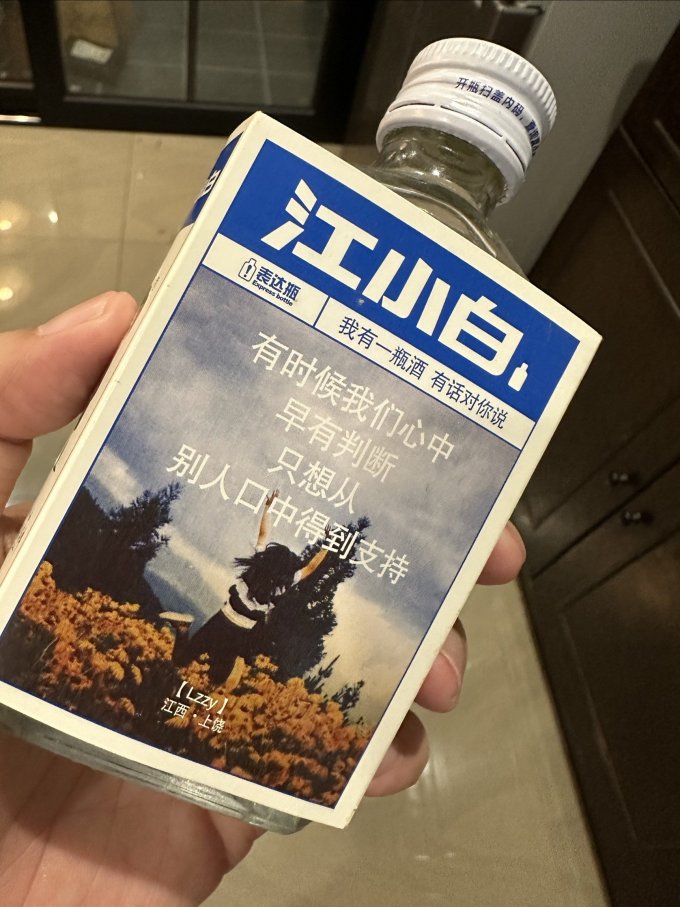 开瓶扫盖内码,
江小白
表达瓶
Express bottle
我有一瓶酒 有话对你说
有时候我们心中
早有判断
只想从
别人口中得到支持
【Lzzy】
江西·上饶